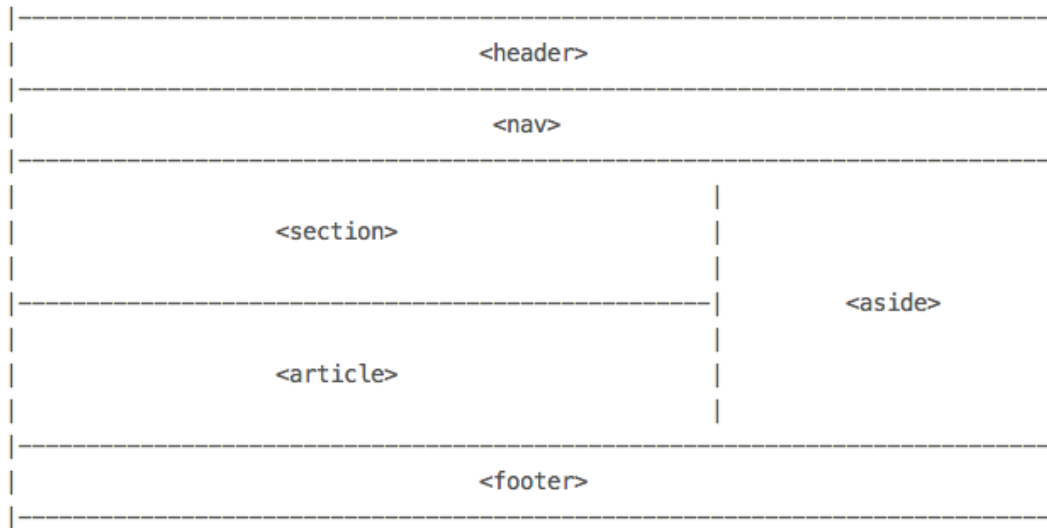 <header>
<nav>
<section>
<aside>
<article>
<footer>